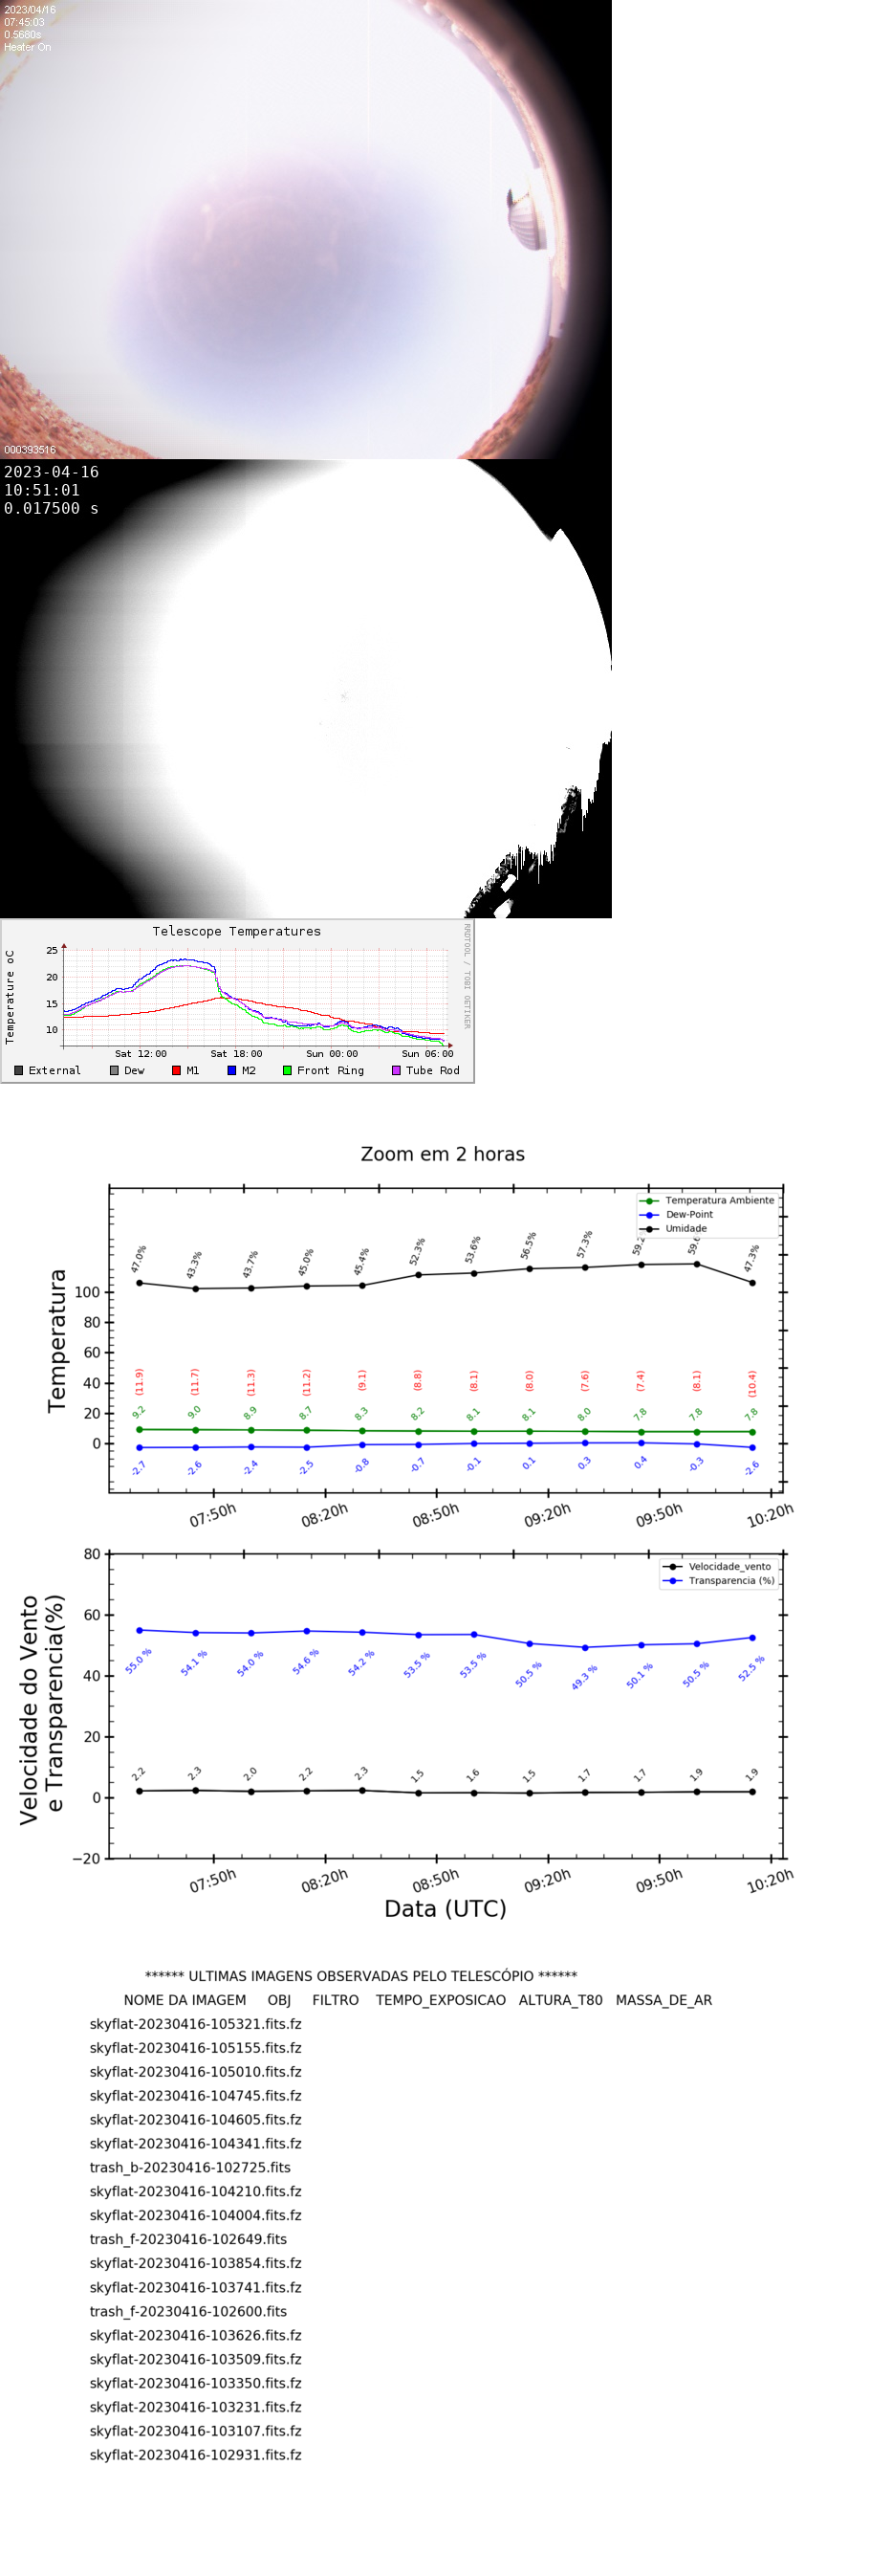 2023/04/16
07:45:03
0.5680s
Heater On
000393516
2023-04-16
10:51:01
0.017500 s
Telescope Temperatures
Temperature oC
25
20
15
10
Sat 12:00 Sat 18:00 Sun 00:00 Sun 06:00
External Dew M1 M2 Front Ring Tube Rod
RRDTOOL / TOBI OETIKER
Zoom em 2 horas
Temperatura Ambiente
Dew-Point
Umidade
Temperatura
47.0% 43.3% 43.7% 45.0% 45.4% 52.3% 53.6% 56.5% 57.3% 47.3%
100
80
60
40
20
0
(11.9) (11.7) (11.3) (11.2) (9.1) (8.8) (8.1) (8.0) (7.6) (7.4) (8.1) (10.4)
9.2 9.0 8.9 8.7 8.3 8.2 8.1 8.1 8.0 7.8 7.8 7.8
-2.7 -2.6 -2.4 -2.5 -0.8 -0.7 -0.1 0.1 0.3 0.4 -0.3 -2.6
07:50h 08:20h 08:50h 09:20h 09:50h 10:20h
Velocidade do Vento
e Transparencia(%)
Velocidade_vento
Transparencia (%)
80
60
40
20
0
−20
55.0 % 54.1 % 54.0 % 54.6 % 54.2 % 53.5 % 53.5 % 50.5 % 49.3 % 50.1 % 50.5 % 52.5 %
2.2 2.3 2.0 2.2 2.3 1.5 1.6 1.5 1.7 1.7 1.9 1.9
07:50h 08:20h 08:50h 09:20h 09:50h 10:20h
Data (UTC)
****** ULTIMAS IMAGENS OBSERVADAS PELO TELESCÓPIO ******
NOME DA IMAGEM OBJ FILTRO TEMPO_EXPOSICAO ALTURA_T80 MASSA_DE_AR
skyflat-20230416-105321.fits.fz
skyflat-20230416-105155.fits.fz
skyflat-20230416-105010.fits.fz
skyflat-20230416-104745.fits.fz
skyflat-20230416-104605.fits.fz
skyflat-20230416-104341.fits.fz
trash_b-20230416-102725.fits
skyflat-20230416-104210.fits.fz
skyflat-20230416-104004.fits.fz
trash_f-20230416-102649.fits
skyflat-20230416-103854.fits.fz
skyflat-20230416-103741.fits.fz
trash_f-20230416-102600.fits
skyflat-20230416-103626.fits.fz
skyflat-20230416-103509.fits.fz
skyflat-20230416-103350.fits.fz
skyflat-20230416-103231.fits.fz
skyflat-20230416-103107.fits.fz
skyflat-20230416-102931.fits.fz